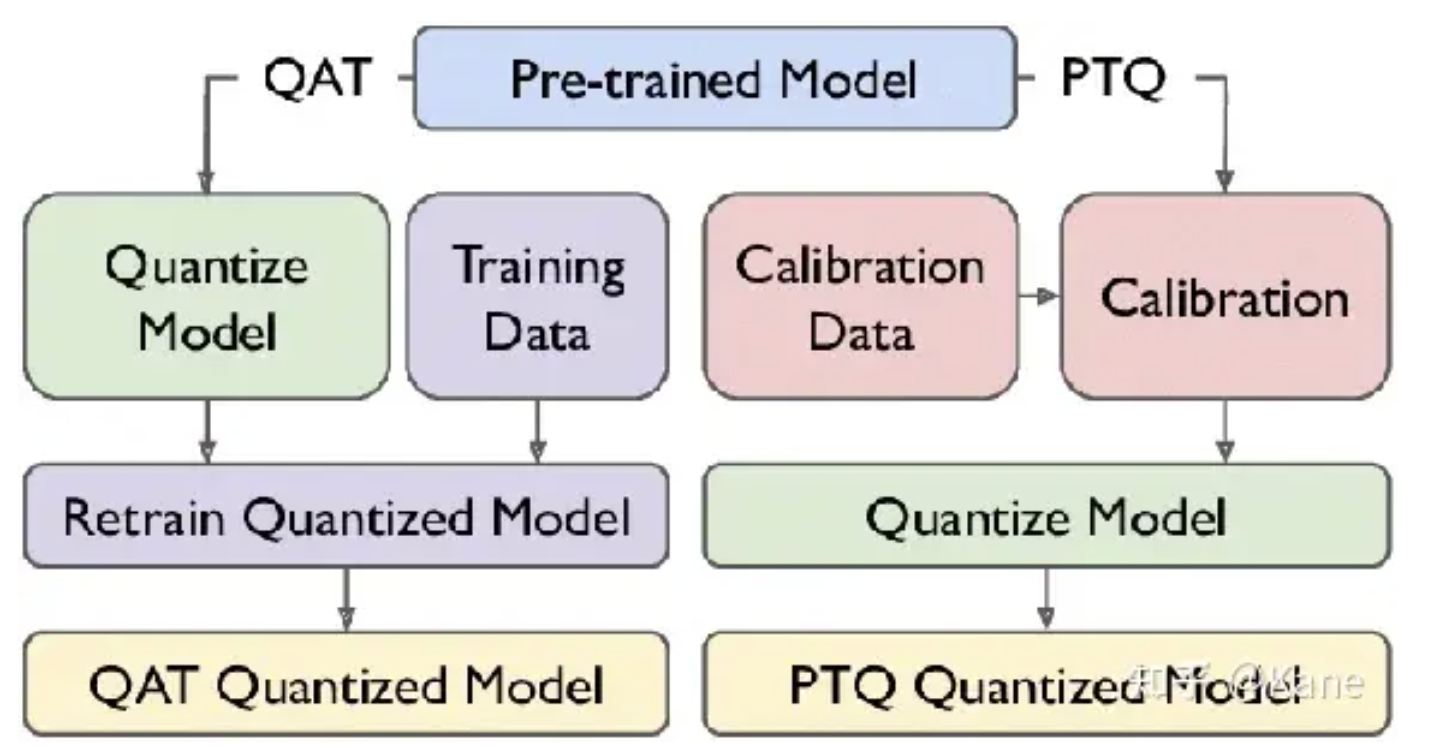 QAT
Pre-trained Model
PTQ
Quantize
Model
Training
Data
Calibration
Data
Calibration
Retrain Quantized Model
Quantize Model
QAT Quantized Model
PTQ Quantized Model
知乎 @Kane